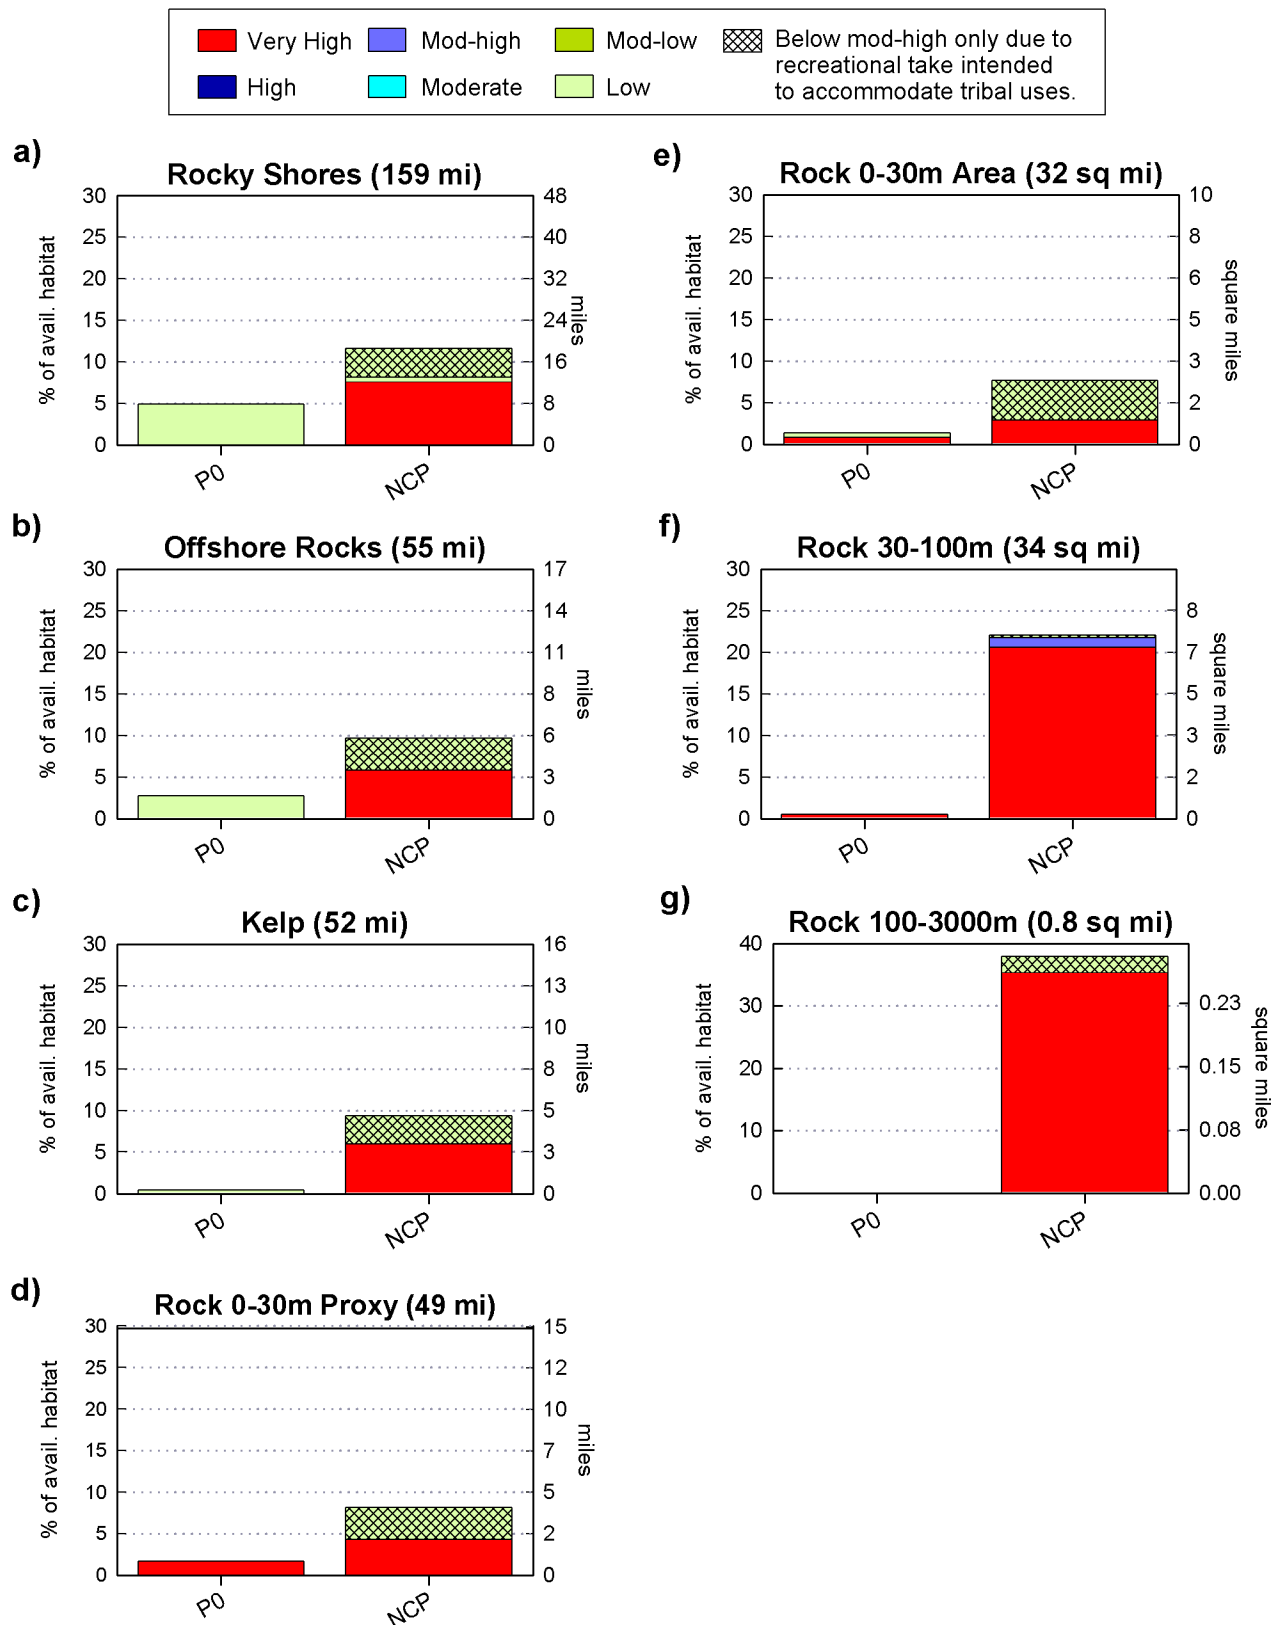 Very High
Mod-high
Mod-low
Below mod-high only due to
recreational take intended
to accommodate tribal uses.
High
Moderate
Low
a)
Rocky Shores (159 mi)
30
25
20
15
10
5
0
% of avail. habitat
48
40
32
24
16
8
0
miles
P0
NCP
b)
Offshore Rocks (55 mi)
30
25
20
15
10
5
0
% of avail. habitat
17
14
11
8
6
3
0
miles
P0
NCP
c)
Kelp (52 mi)
30
25
20
15
10
5
0
% of avail. habitat
16
13
10
8
5
3
0
miles
P0
NCP
d)
Rock 0-30m Proxy (49 mi)
30
25
20
15
10
5
0
% of avail. habitat
15
12
10
7
5
2
0
miles
P0
NCP
e)
Rock 0-30m Area (32 sq mi)
30
25
20
15
10
5
0
% of avail. habitat
10
8
6
5
3
2
0
square miles
P0
NCP
f)
Rock 30-100m (34 sq mi)
30
25
20
15
10
5
0
% of avail. habitat
8
7
5
3
2
0
square miles
P0
NCP
g)
Rock 100-3000m (0.8 sq mi)
40
30
20
10
0
% of avail. habitat
0.23
0.15
0.08
0.00
square miles
P0
NCP